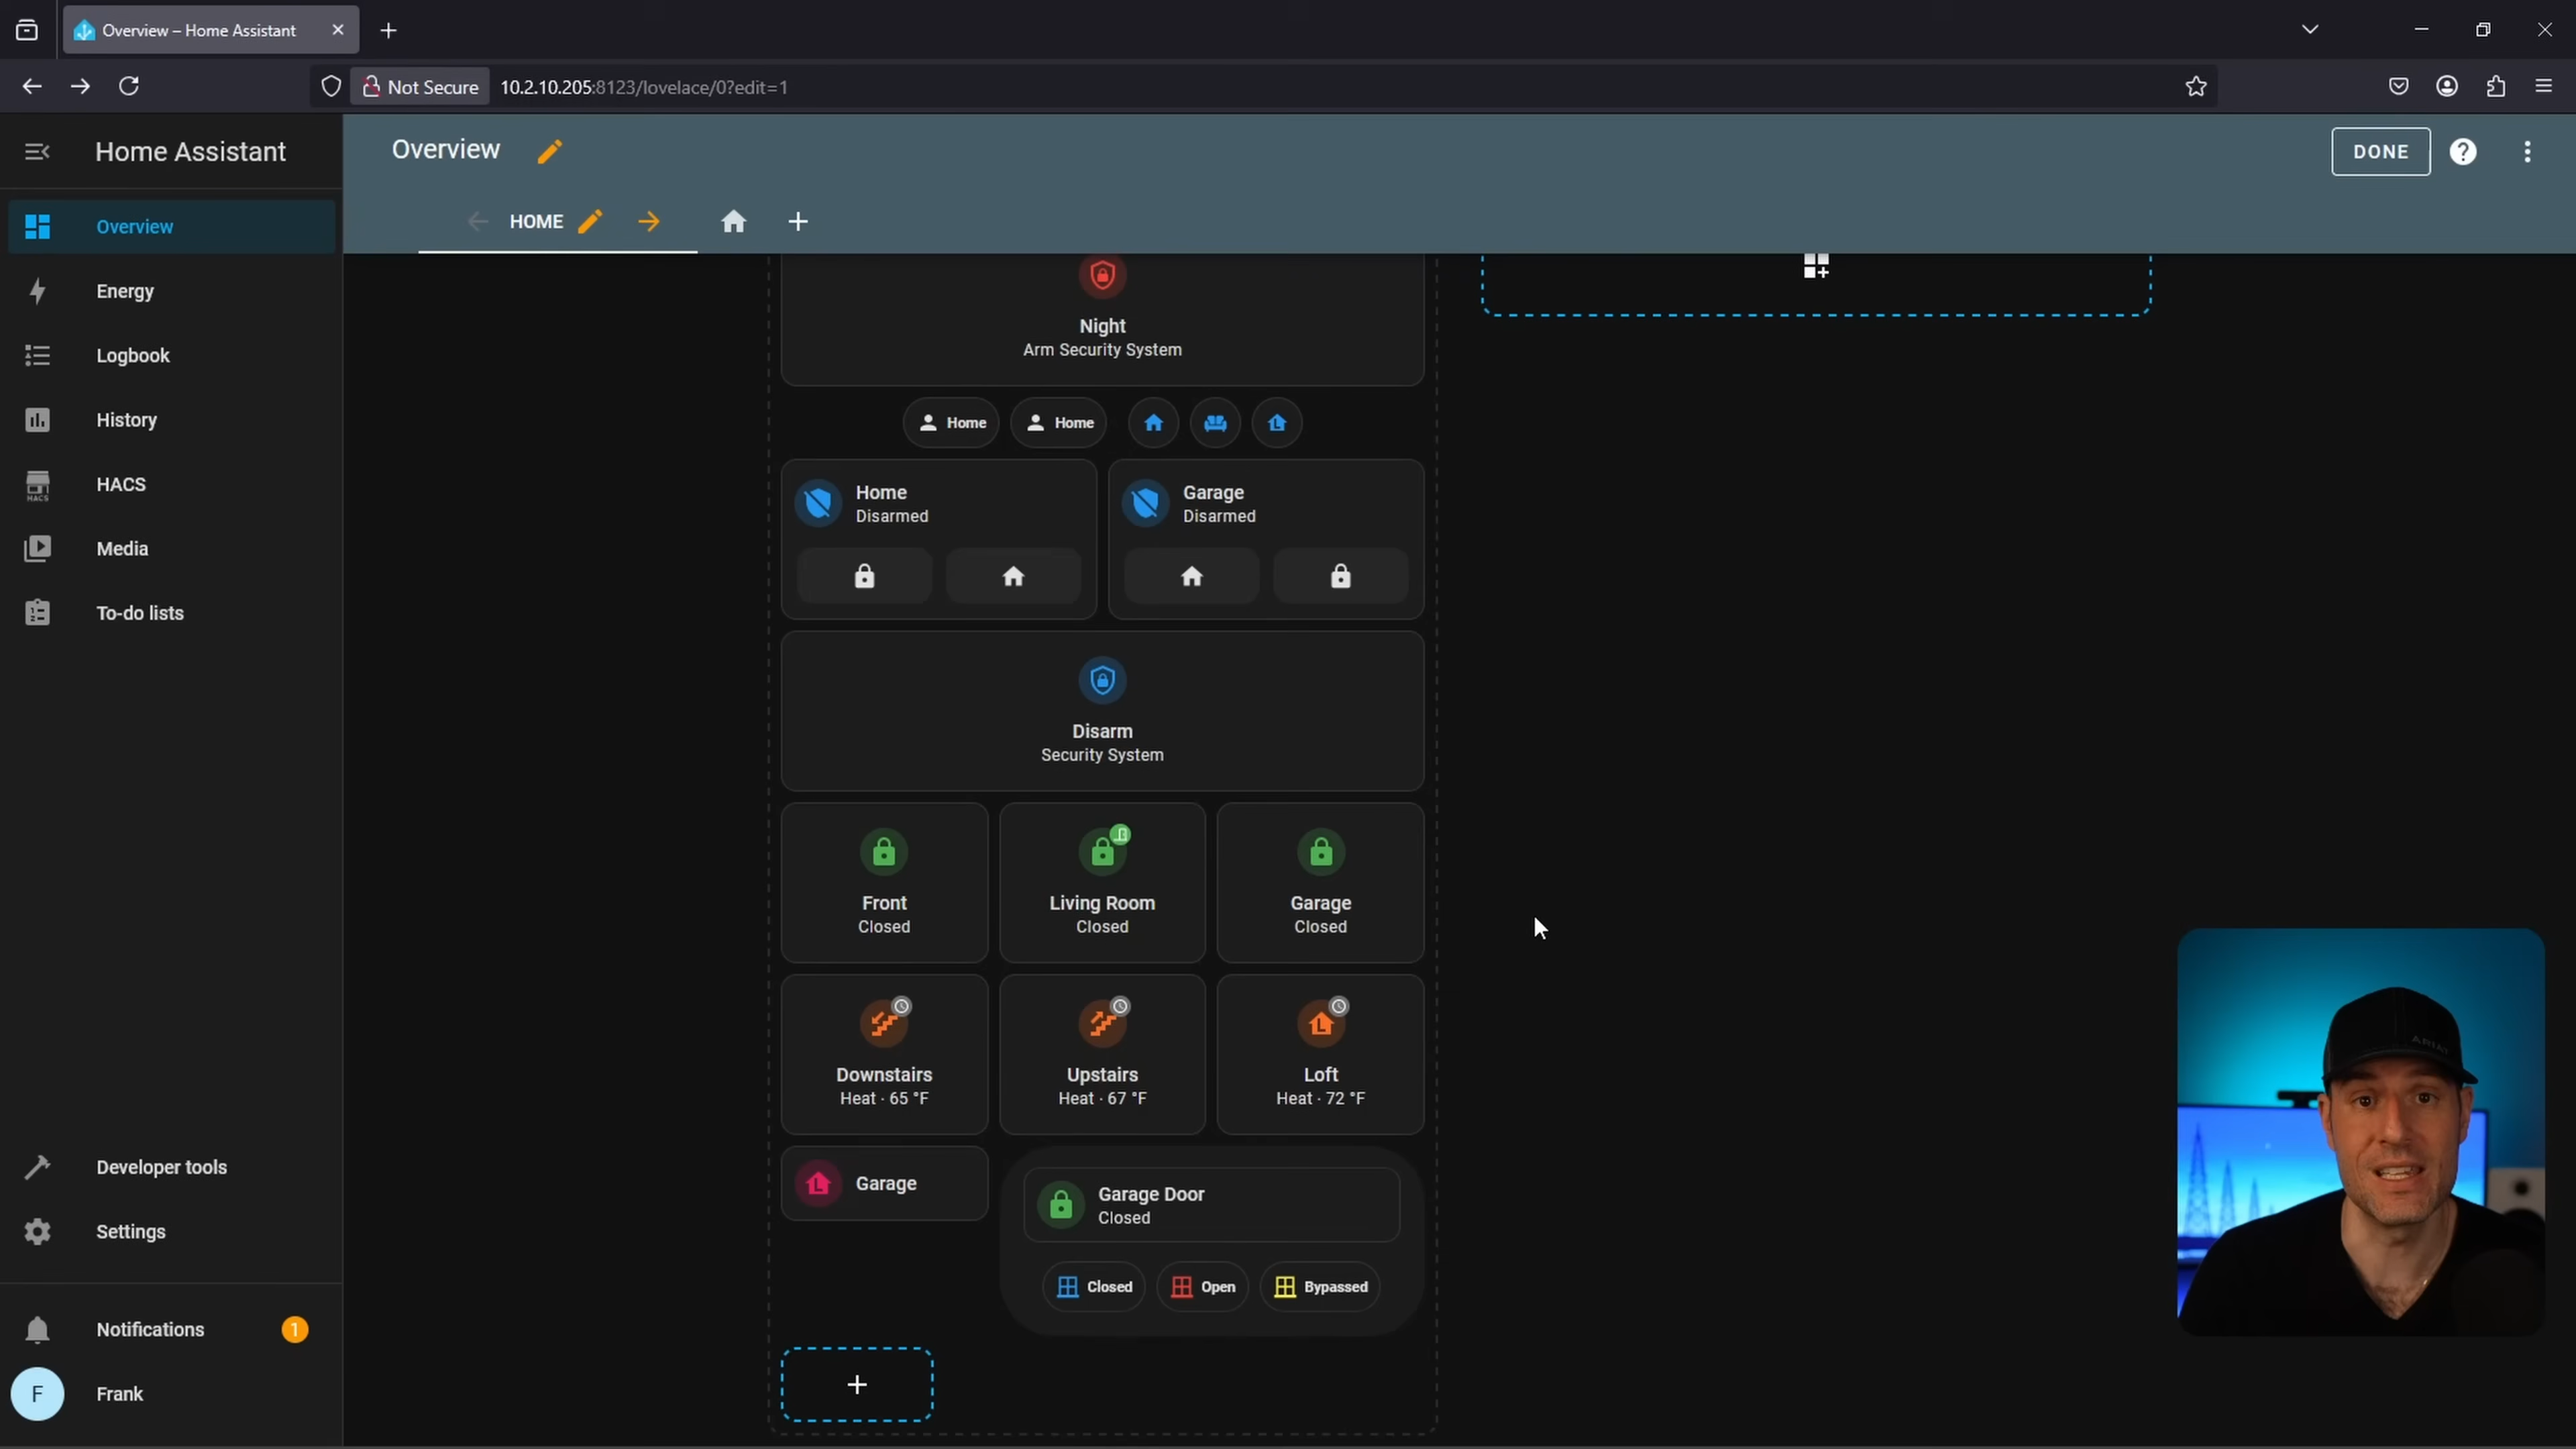 Overview – Home Assistant
Not Secure
10.2.10.205:8123/lovelace/0?edit=1
Home Assistant
Overview
DONE
HOME
Overview
Energy
Logbook
History
HACS
HACS
Media
To-do lists
Developer tools
Settings
Notifications
1
F
Frank
Night
Arm Security System
Home
Home
Home
Disarmed
Garage
Disarmed
Disarm
Security System
Front
Closed
Living Room
Closed
Garage
Closed
Downstairs
Heat · 65 °F
Upstairs
Heat · 67 °F
L
Loft
Heat · 72 °F
L
Garage
Garage Door
Closed
Closed
Open
Bypassed